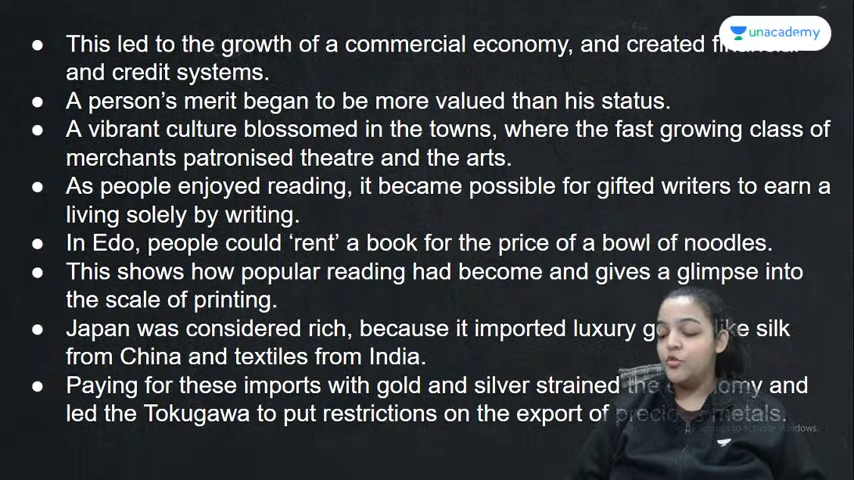 unacademy
● This led to the growth of a commercial economy, and created financial
and credit systems.
● A person's merit began to be more valued than his status.
● A vibrant culture blossomed in the towns, where the fast growing class of
merchants patronised theatre and the arts.
● As people enjoyed reading, it became possible for gifted writers to earn a
living solely by writing.
● In Edo, people could ‘rent’ a book for the price of a bowl of noodles.
● This shows how popular reading had become and gives a glimpse into
the scale of printing.
● Japan was considered rich, because it imported luxury like silk
from China and textiles from India.
● Paying for these imports with gold and silver strained the economy and
led the Tokugawa to put restrictions on the export of precious metals.
settings to activate Windows.